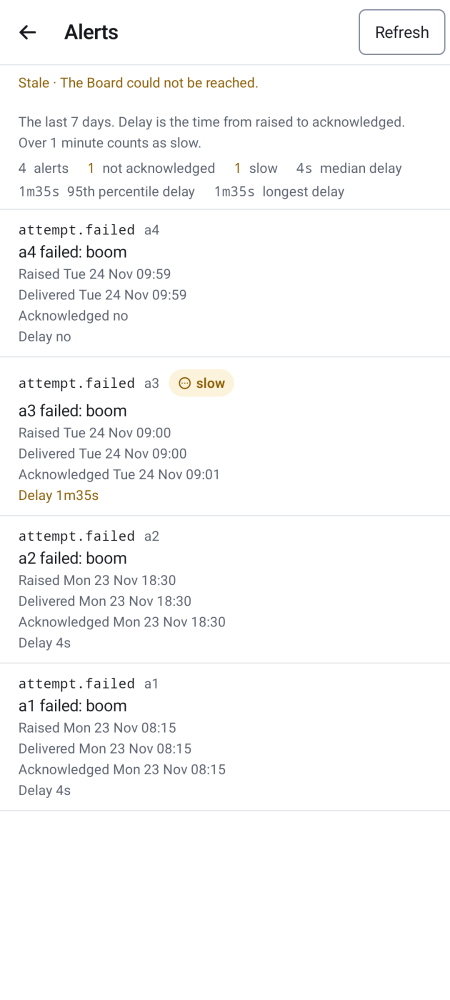 Alerts
Refresh
Stale · The Board could not be reached.
The last 7 days. Delay is the time from raised to acknowledged.
Over 1 minute counts as slow.
4 alerts 1 not acknowledged 1 slow 4s median delay
1m35s 95th percentile delay 1m35s longest delay
attempt.failed a4
a4 failed: boom
Raised Tue 24 Nov 09:59
Delivered Tue 24 Nov 09:59
Acknowledged no
Delay no
attempt.failed a3 slow
a3 failed: boom
Raised Tue 24 Nov 09:00
Delivered Tue 24 Nov 09:00
Acknowledged Tue 24 Nov 09:01
Delay 1m35s
attempt.failed a2
a2 failed: boom
Raised Mon 23 Nov 18:30
Delivered Mon 23 Nov 18:30
Acknowledged Mon 23 Nov 18:30
Delay 4s
attempt.failed a1
a1 failed: boom
Raised Mon 23 Nov 08:15
Delivered Mon 23 Nov 08:15
Acknowledged Mon 23 Nov 08:15
Delay 4s